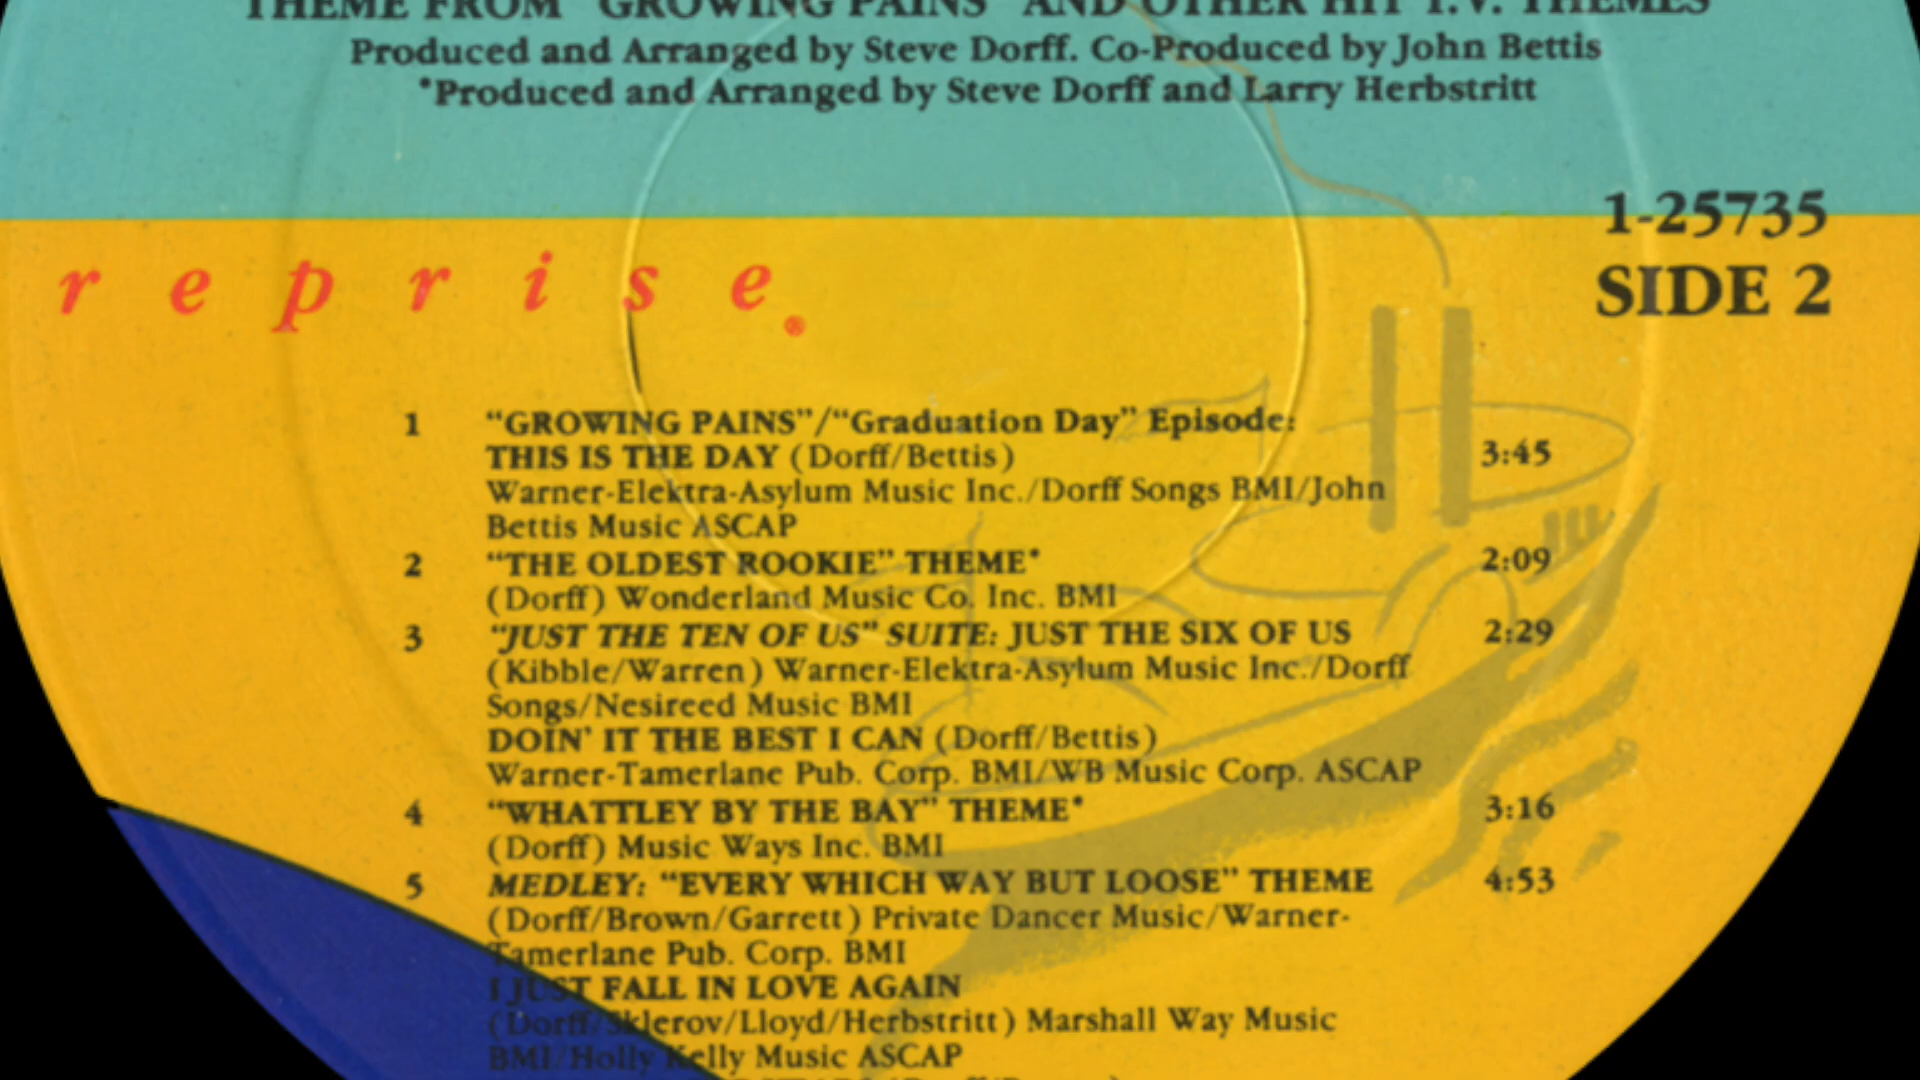 THEME FROM "GROWING PAINS" AND OTHER HIT T.V. THEMES
Produced and Arranged by Steve Dorff. Co-Produced by John Bettis
*Produced and Arranged by Steve Dorff and Larry Herbstritt
1-25735
SIDE 2
reprise®
1 "GROWING PAINS"/"Graduation Day" Episode:
THIS IS THE DAY (Dorff/Bettis) 3:45
Warner-Elektra-Asylum Music Inc./Dorff Songs BMI/John
Bettis Music ASCAP
2 "THE OLDEST ROOKIE" THEME* 2:09
(Dorff) Wonderland Music Co. Inc. BMI
3 "JUST THE TEN OF US" SUITE: JUST THE SIX OF US 2:29
(Kibble/Warren) Warner-Elektra-Asylum Music Inc./Dorff
Songs/Nesireed Music BMI
DOIN' IT THE BEST I CAN (Dorff/Bettis)
Warner-Tamerlane Pub. Corp. BMI/WB Music Corp. ASCAP
4 "WHATTLEY BY THE BAY" THEME* 3:16
(Dorff) Music Ways Inc. BMI
5 MEDLEY: "EVERY WHICH WAY BUT LOOSE" THEME 4:53
(Dorff/Brown/Garrett) Private Dancer Music/Warner-
Tamerlane Pub. Corp. BMI
I JUST FALL IN LOVE AGAIN
(Dorff/Sklerov/Lloyd/Herbstritt) Marshall Way Music
BMI/Holly Kelly Music ASCAP